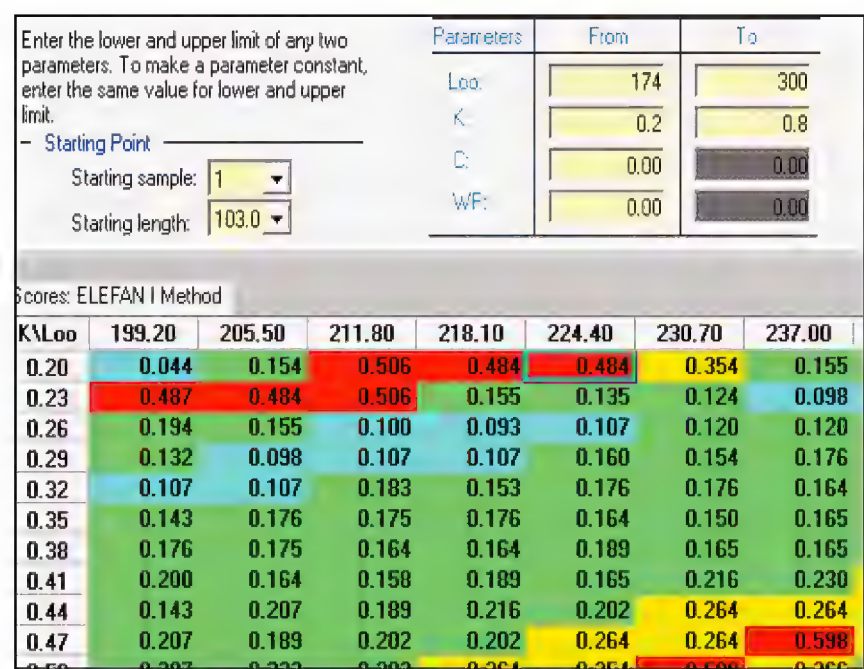 Enter the lower and upper limit of any two
parameters. To make a parameter constant,
enter the same value for lower and upper
limit.
Starting Point
Starting sample: 1
Starting length: 103.0
Parameters From To
Loo: 174 300
K: 0.2 0.8
C: 0.00 0.00
WP: 0.00 0.00
Scores: ELEFAN I Method
K\Loo 199.20 205.50 211.80 218.10 224.40 230.70 237.00
0.20 0.044 0.154 0.506 0.484 0.484 0.354 0.155
0.23 0.487 0.484 0.506 0.155 0.135 0.124 0.098
0.26 0.194 0.155 0.100 0.093 0.107 0.120 0.120
0.29 0.132 0.098 0.107 0.107 0.160 0.154 0.176
0.32 0.107 0.107 0.183 0.153 0.176 0.176 0.164
0.35 0.143 0.176 0.175 0.176 0.164 0.150 0.165
0.38 0.176 0.175 0.164 0.164 0.189 0.165 0.165
0.41 0.200 0.164 0.158 0.189 0.165 0.216 0.230
0.44 0.143 0.207 0.189 0.216 0.202 0.264 0.264
0.47 0.207 0.189 0.202 0.202 0.264 0.264 0.598